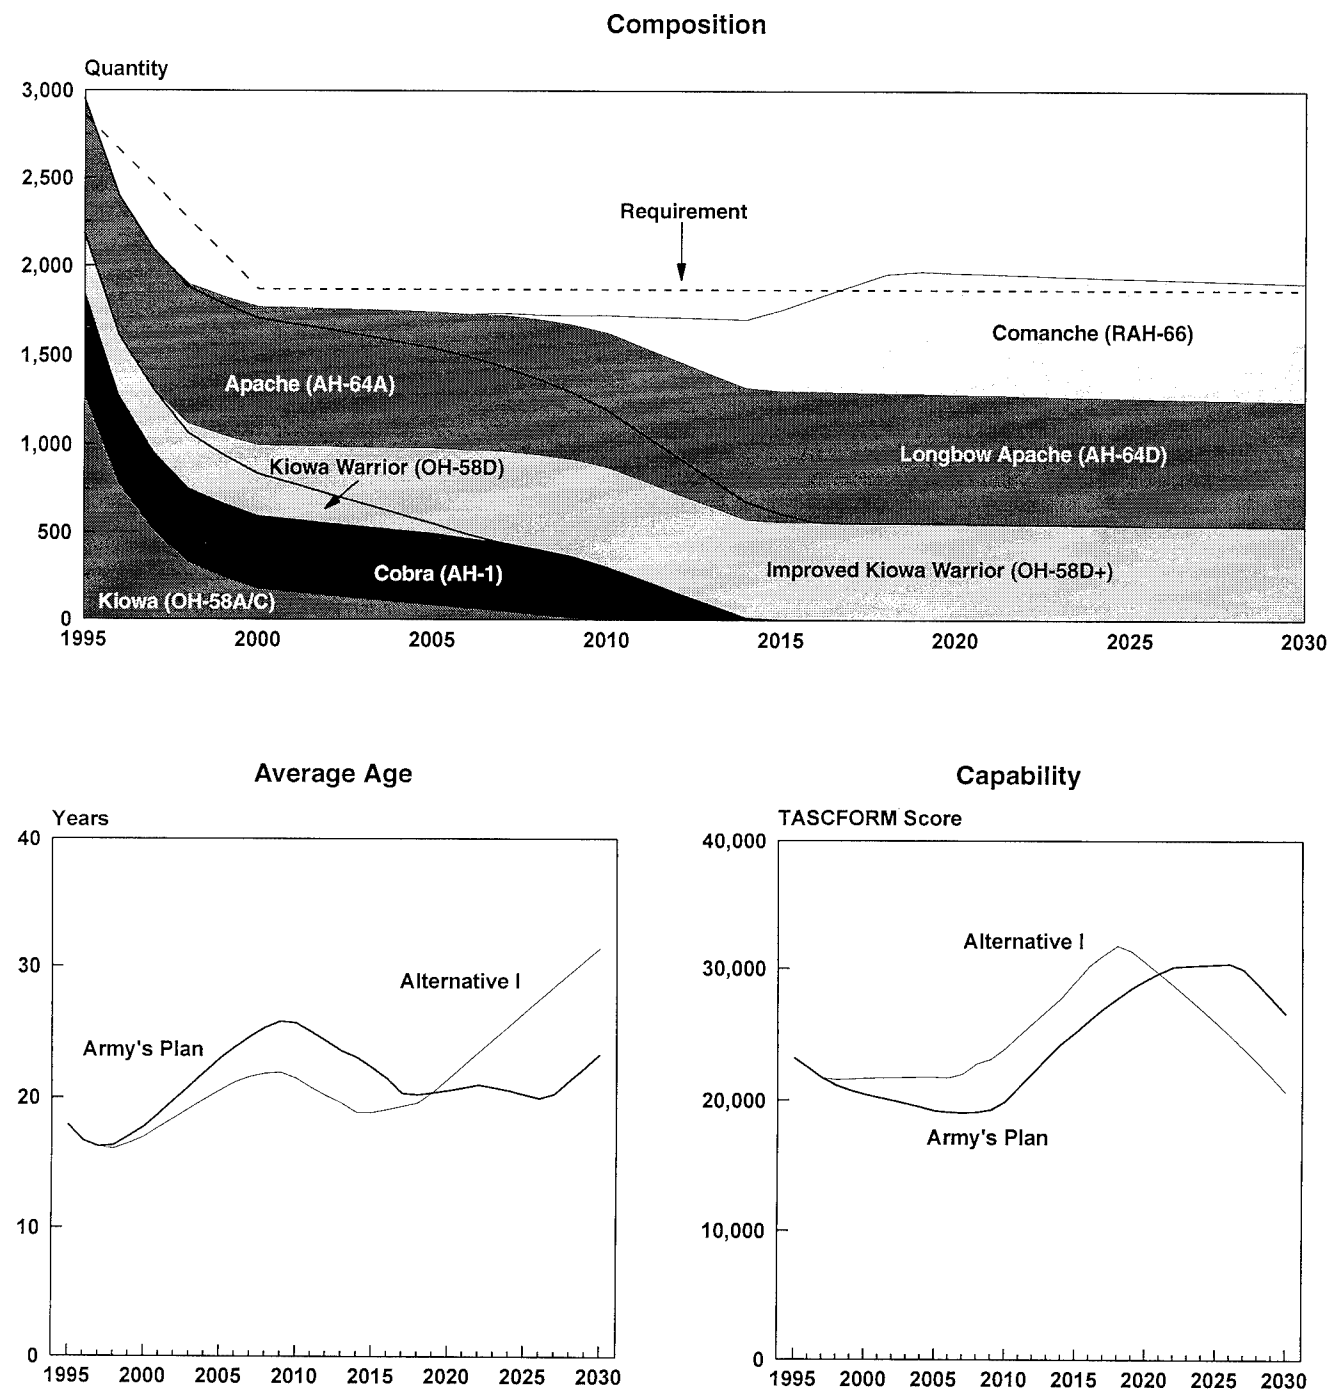 Composition
Quantity
3,000
2,500
2,000
1,500
1,000
500
0
Requirement
Comanche (RAH-66)
Apache (AH-64A)
Longbow Apache (AH-64D)
Kiowa Warrior (OH-58D)
Improved Kiowa Warrior (OH-58D+)
Cobra (AH-1)
Kiowa (OH-58A/C)
1995 2000 2005 2010 2015 2020 2025 2030
Average Age
Years
40
30
20
10
0
Alternative I
Army's Plan
1995 2000 2005 2010 2015 2020 2025 2030
Capability
TASCFORM Score
40,000
30,000
20,000
10,000
0
Alternative I
Army's Plan
1995 2000 2005 2010 2015 2020 2025 2030